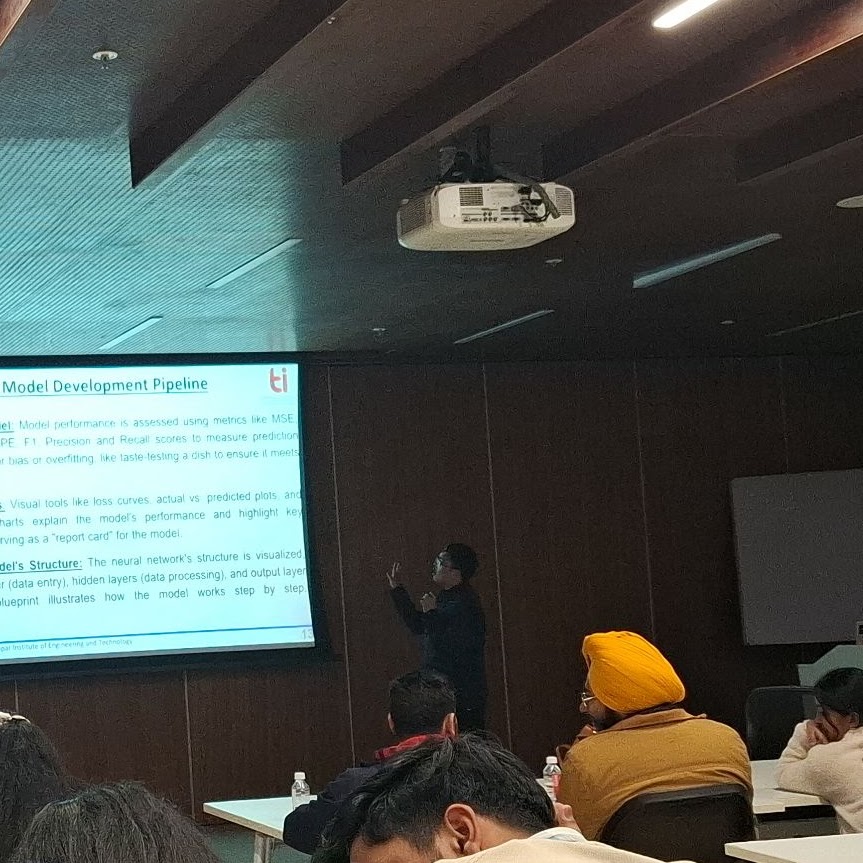 Model Development Pipeline
ti
el: Model performance is assessed using metrics like MSE,
PE, F1, Precision and Recall scores to measure prediction
r bias or overfitting, like taste-testing a dish to ensure it meets
s: Visual tools like loss curves, actual vs. predicted plots, and
harts explain the model's performance and highlight key
rving as a "report card" for the model.
del's Structure: The neural network's structure is visualized,
r (data entry), hidden layers (data processing), and output layer
blueprint illustrates how the model works step by step.
par Institute of Engineering and Technology